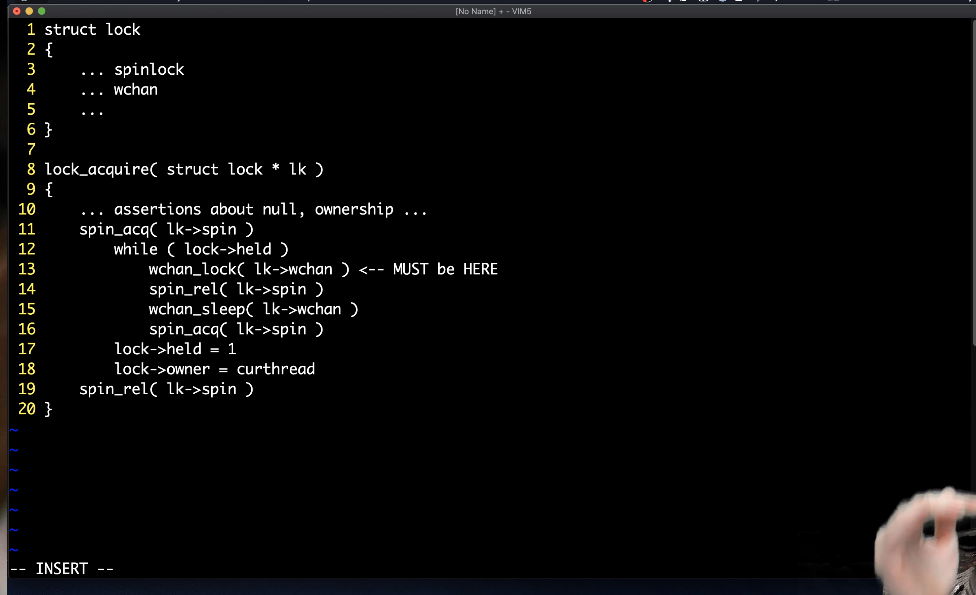 [No Name] + - VIM5
1 struct lock
2 {
3     ... spinlock
4     ... wchan
5     ...
6 }
7
8 lock_acquire( struct lock * lk )
9 {
10     ... assertions about null, ownership ...
11     spin_acq( lk->spin )
12         while ( lock->held )
13             wchan_lock( lk->wchan ) <-- MUST be HERE
14             spin_rel( lk->spin )
15             wchan_sleep( lk->wchan )
16             spin_acq( lk->spin )
17         lock->held = 1
18         lock->owner = curthread
19     spin_rel( lk->spin )
20 }
~
~
~
~
~
~
~
-- INSERT --